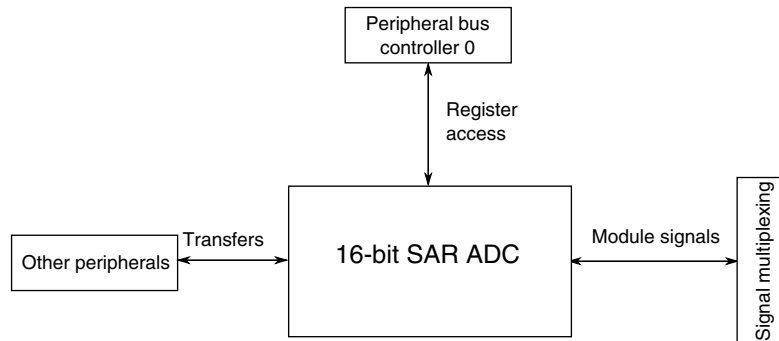 Peripheral bus
controller 0
Register
access
Transfers
Other peripherals
16-bit SAR ADC
Module signals
Signal multiplexing